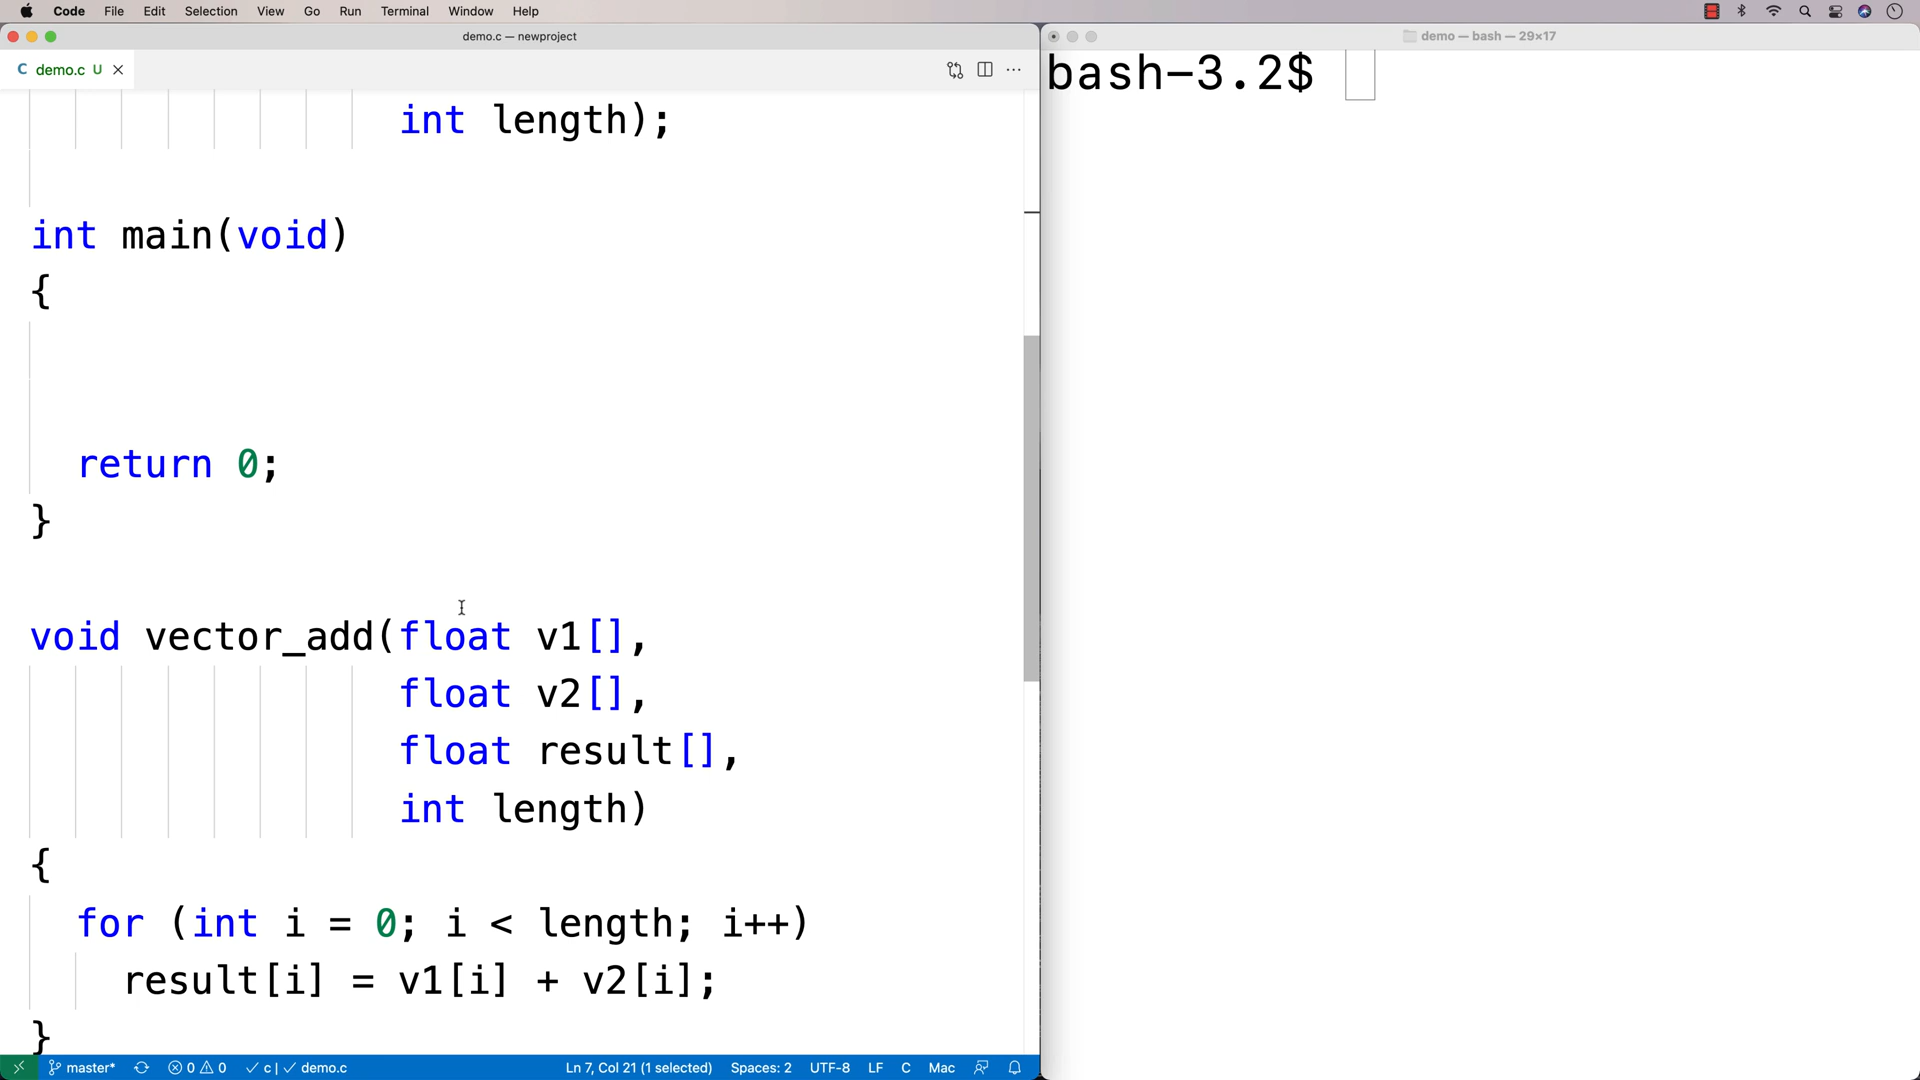 Code File Edit Selection View Go Run Terminal Window Help
demo.c — newproject
C demo.c U
int length);
int main(void)
{
return 0;
}
void vector_add(float v1[],
float v2[],
float result[],
int length)
{
for (int i = 0; i < length; i++)
result[i] = v1[i] + v2[i];
}
master* 0 0 c | demo.c Ln 7, Col 21 (1 selected) Spaces: 2 UTF-8 LF C Mac
demo — bash — 29×17
bash-3.2$